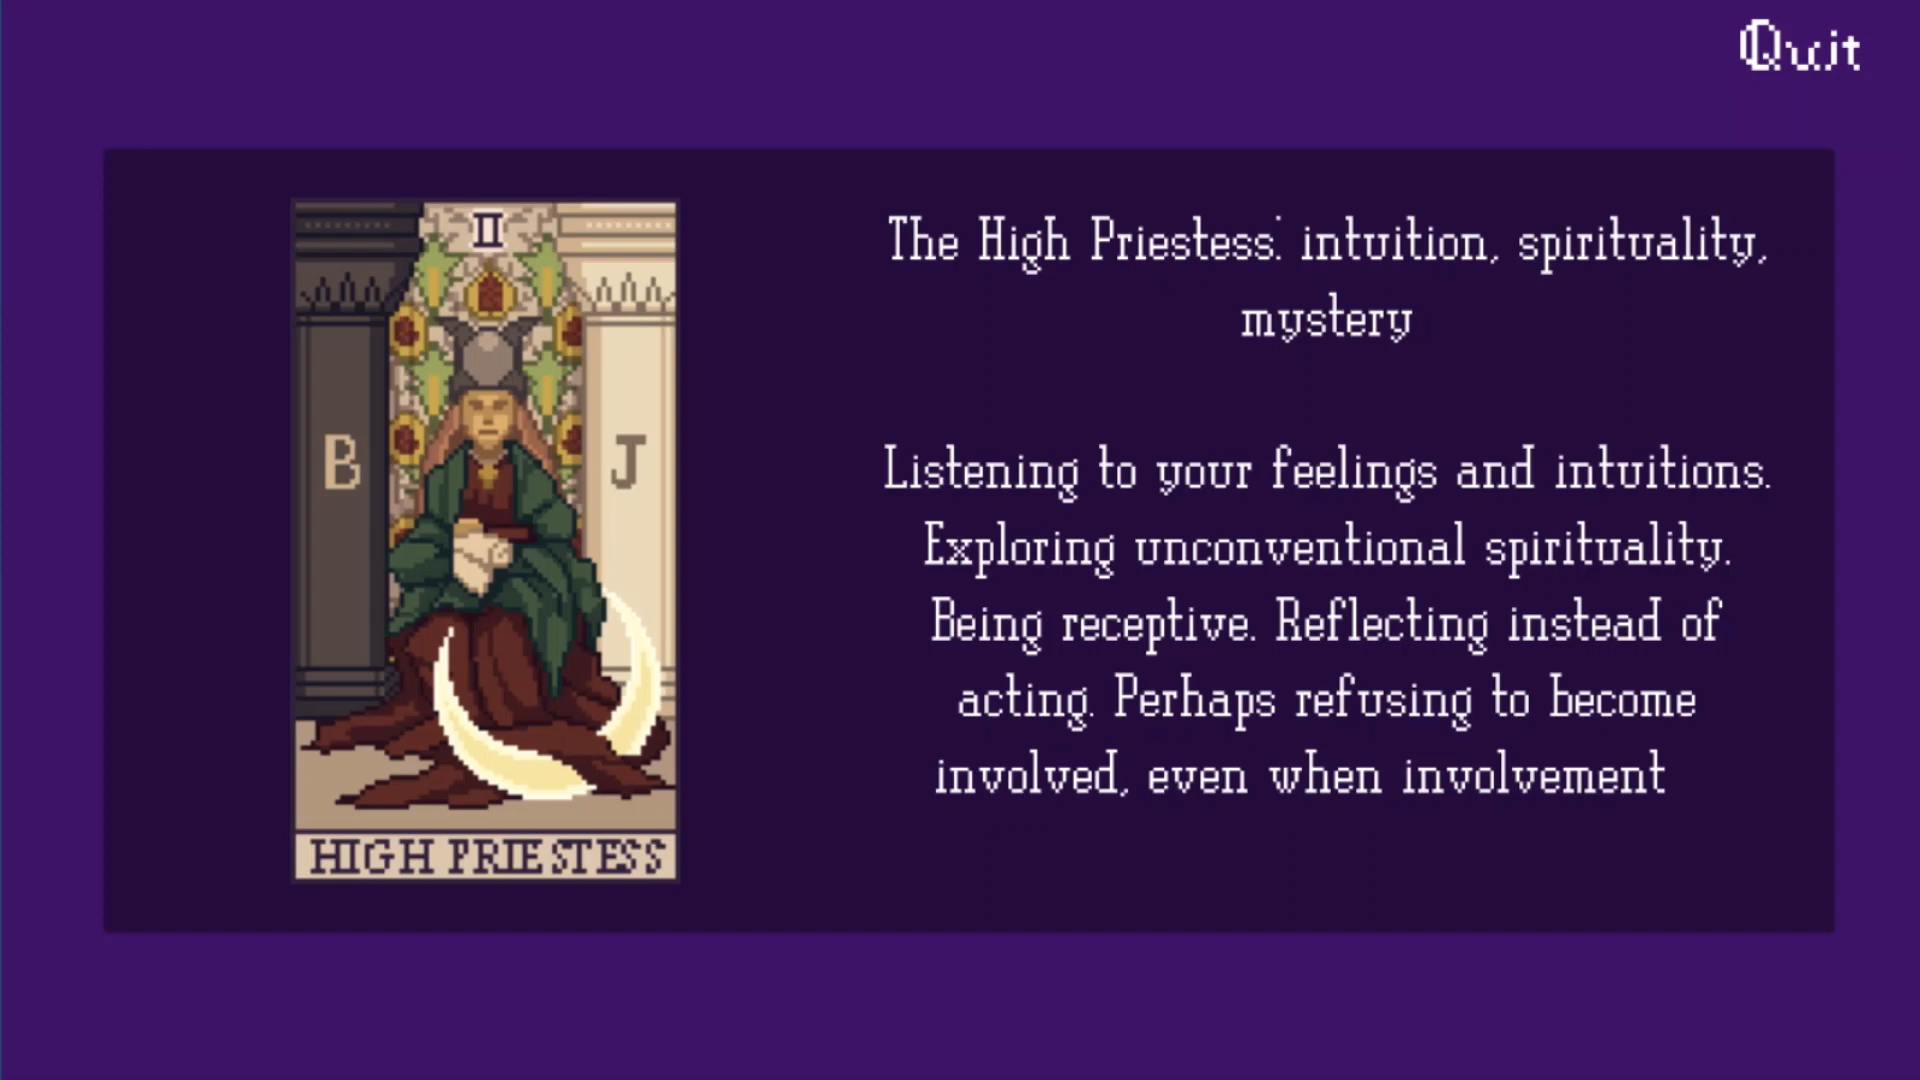 Quit
II
B
J
HIGH PRIESTESS
The High Priestess: intuition, spirituality,
mystery
Listening to your feelings and intuitions.
Exploring unconventional spirituality.
Being receptive. Reflecting instead of
acting. Perhaps refusing to become
involved, even when involvement